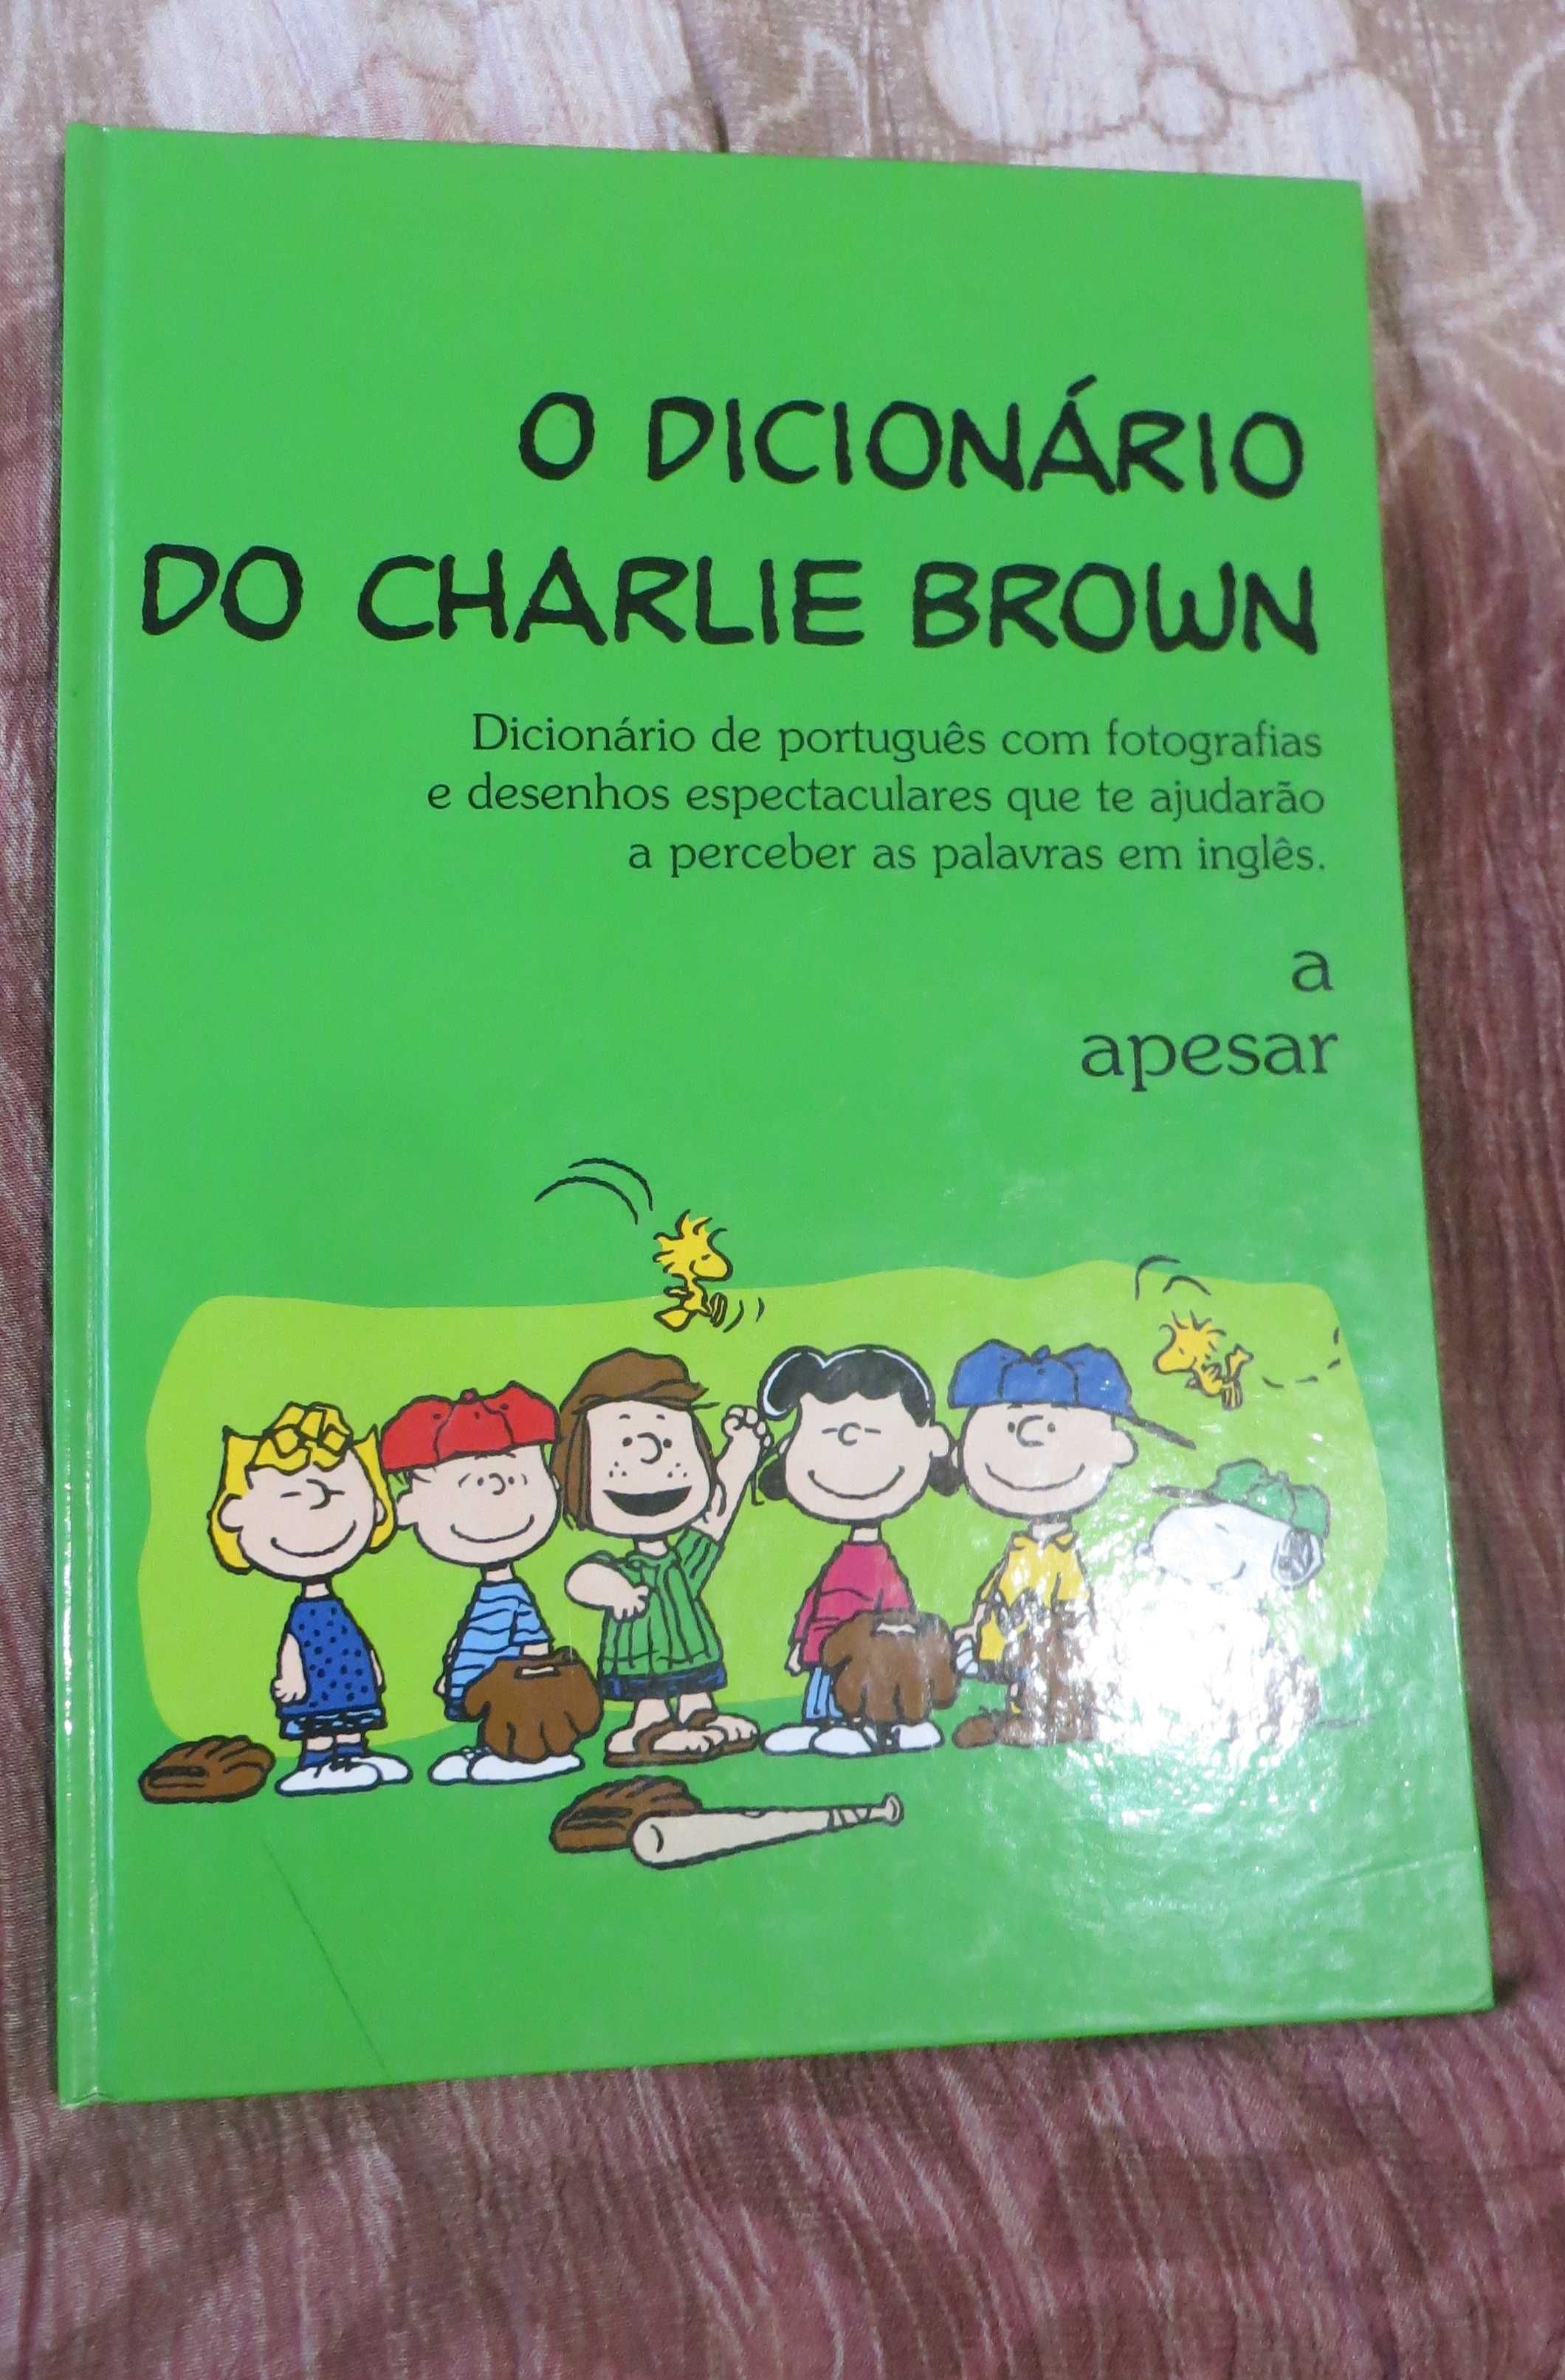 O DICIONÁRIO
DO CHARLIE BROWN
Dicionário de português com fotografias
e desenhos espectaculares que te ajudarão
a perceber as palavras em inglês.
a
apesar